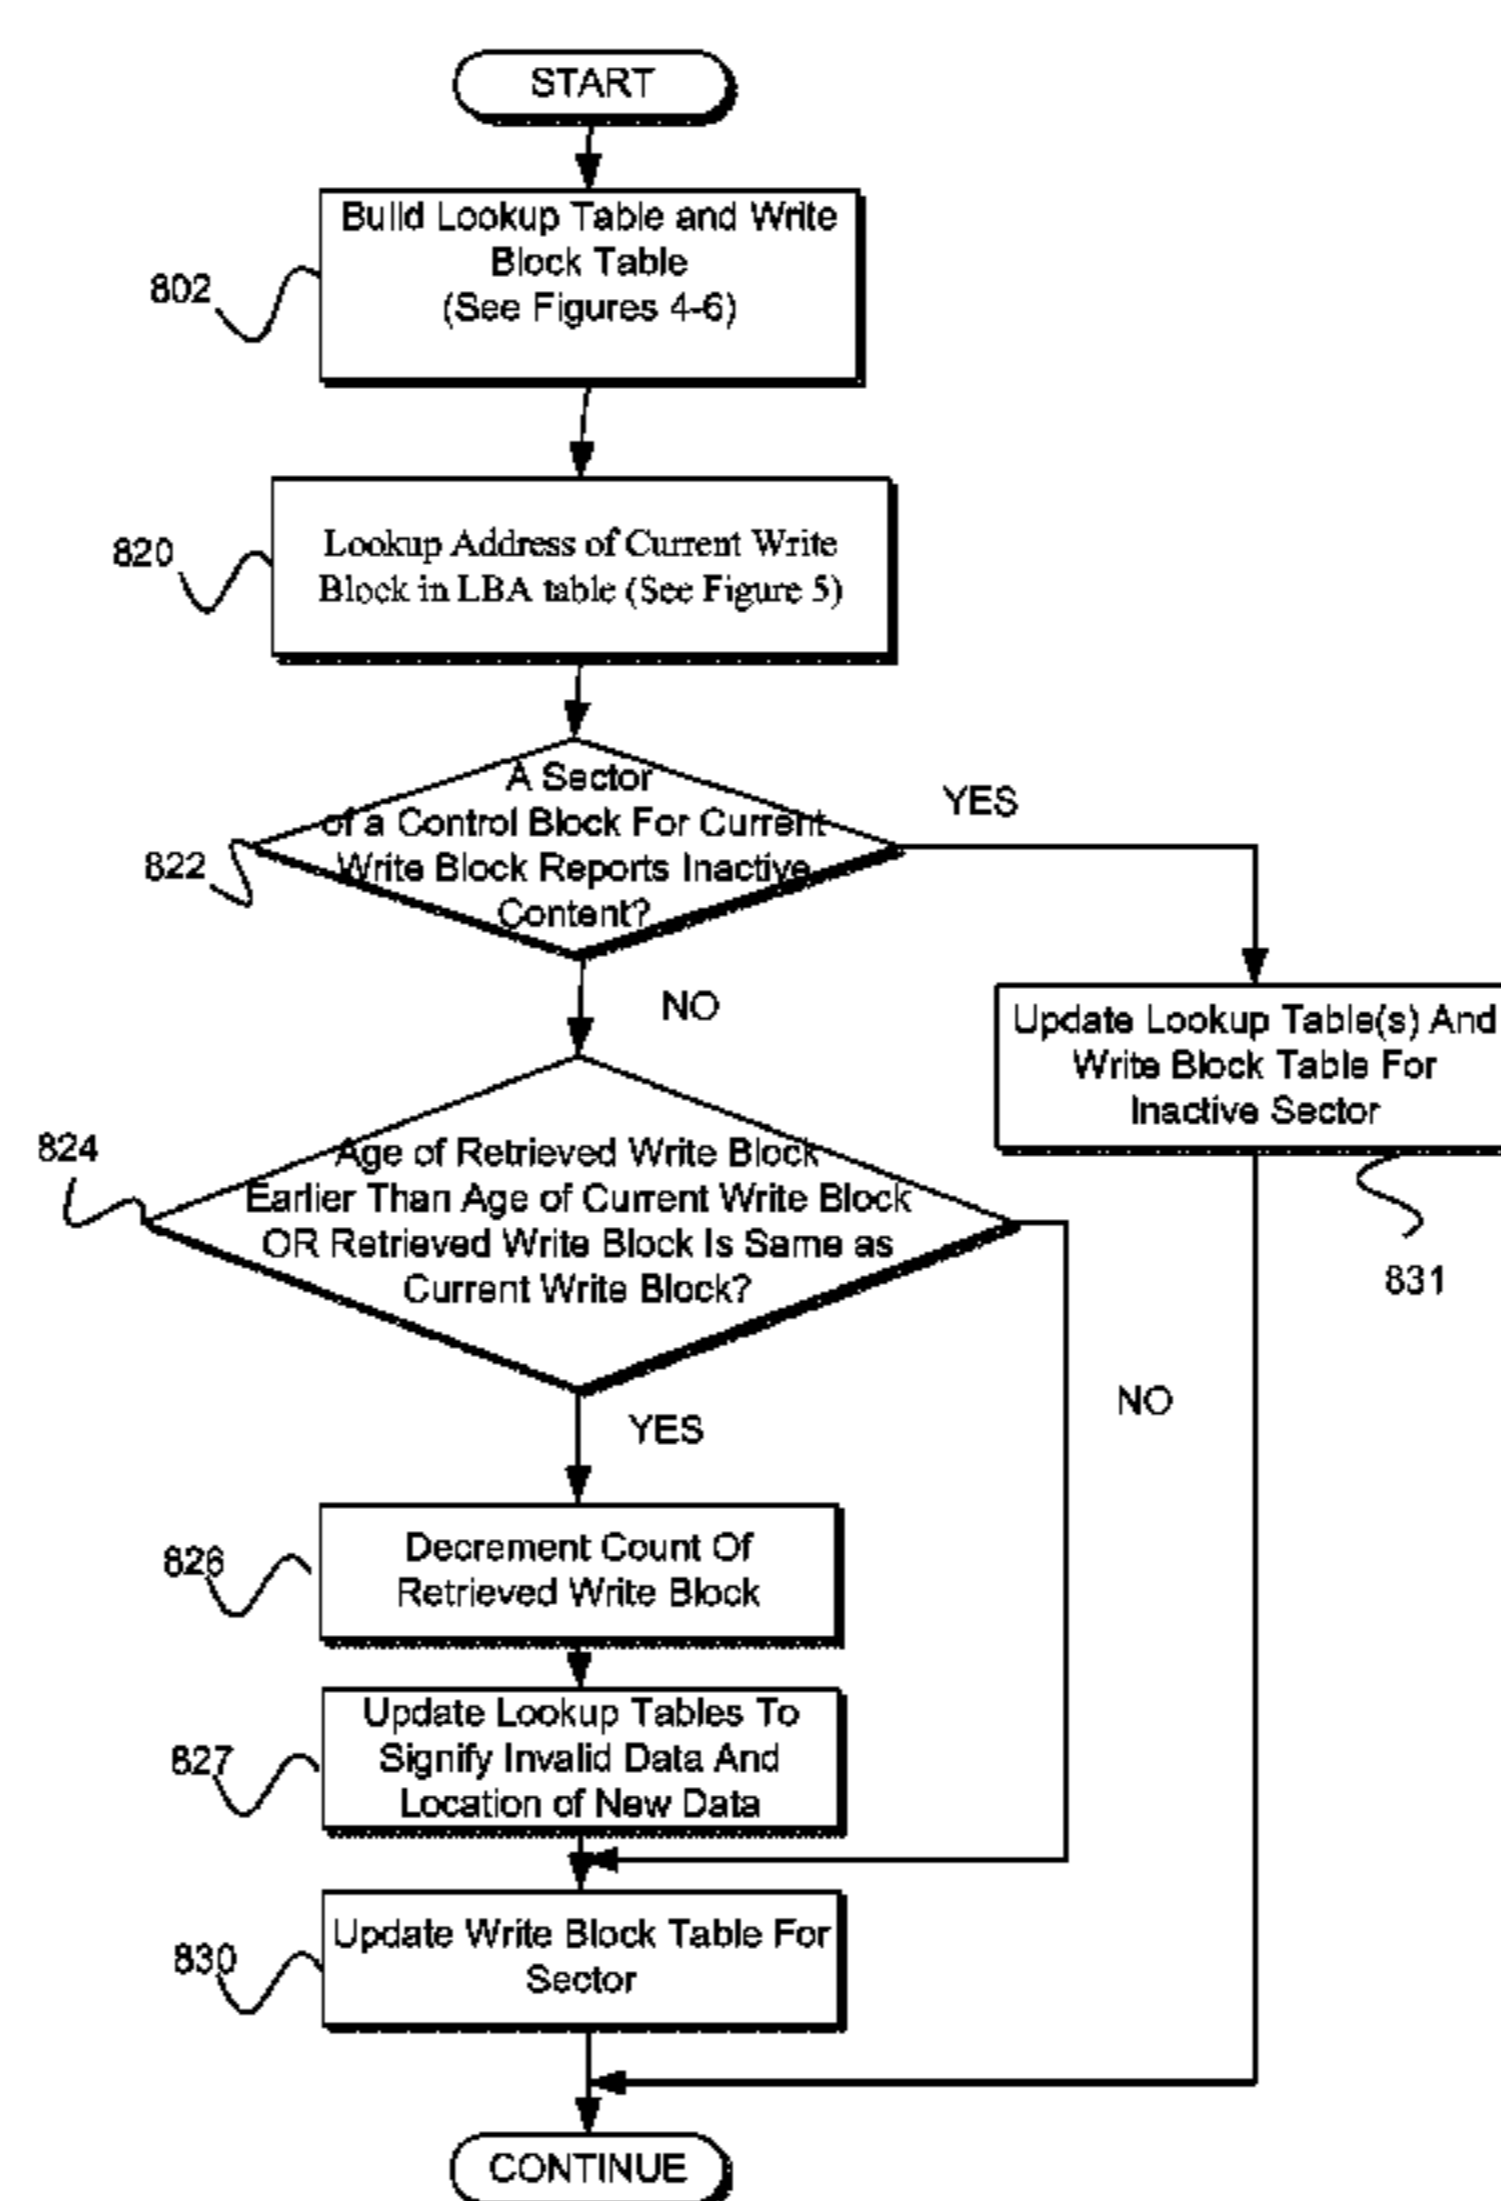 START
Build Lookup Table and Write
Block Table
(See Figures 4-6)
802
Lookup Address of Current Write
Block in LBA table (See Figure 5)
820
A Sector
of a Control Block For Current
Write Block Reports Inactive
Content?
822
YES
NO
Update Lookup Table(s) And
Write Block Table For
Inactive Sector
831
824
Age of Retrieved Write Block
Earlier Than Age of Current Write Block
OR Retrieved Write Block Is Same as
Current Write Block?
NO
YES
Decrement Count Of
Retrieved Write Block
826
Update Lookup Tables To
Signify Invalid Data And
Location of New Data
827
Update Write Block Table For
Sector
830
CONTINUE